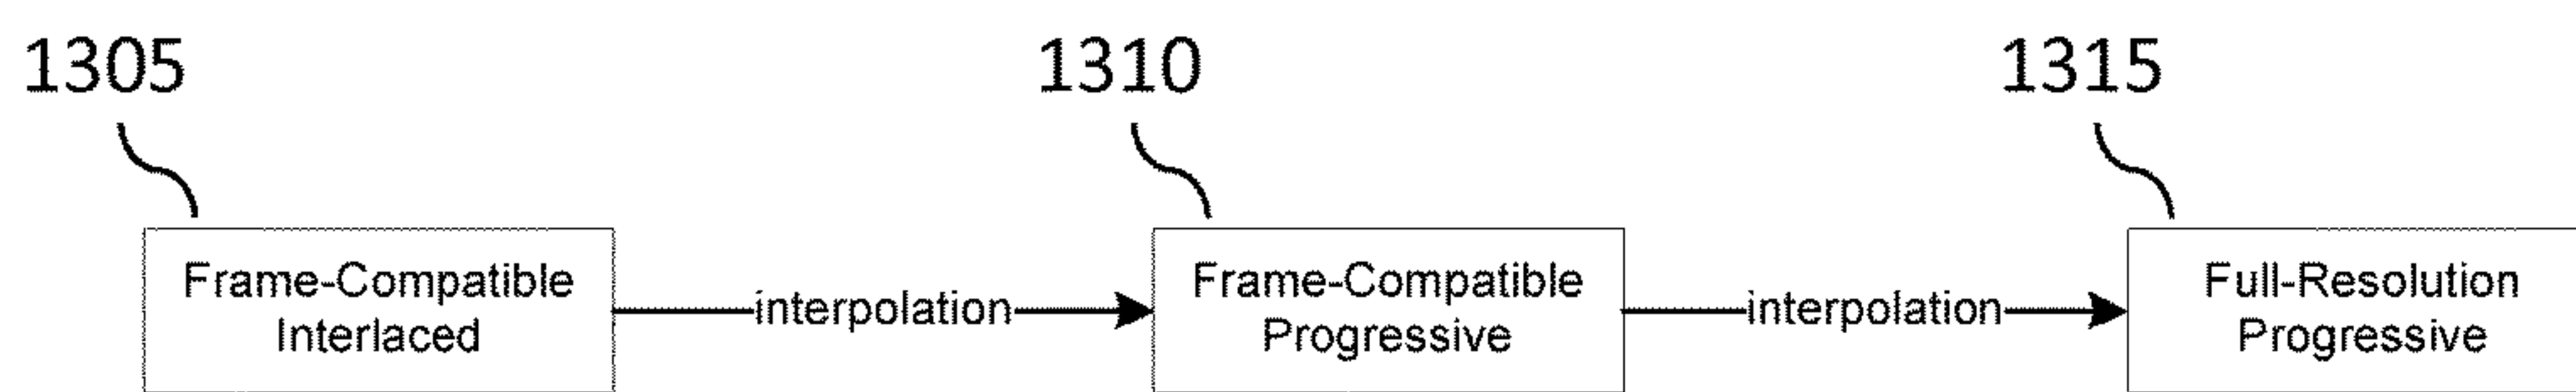 1305
1310
1315
Frame-Compatible
Interlaced
interpolation
Frame-Compatible
Progressive
interpolation
Full-Resolution
Progressive